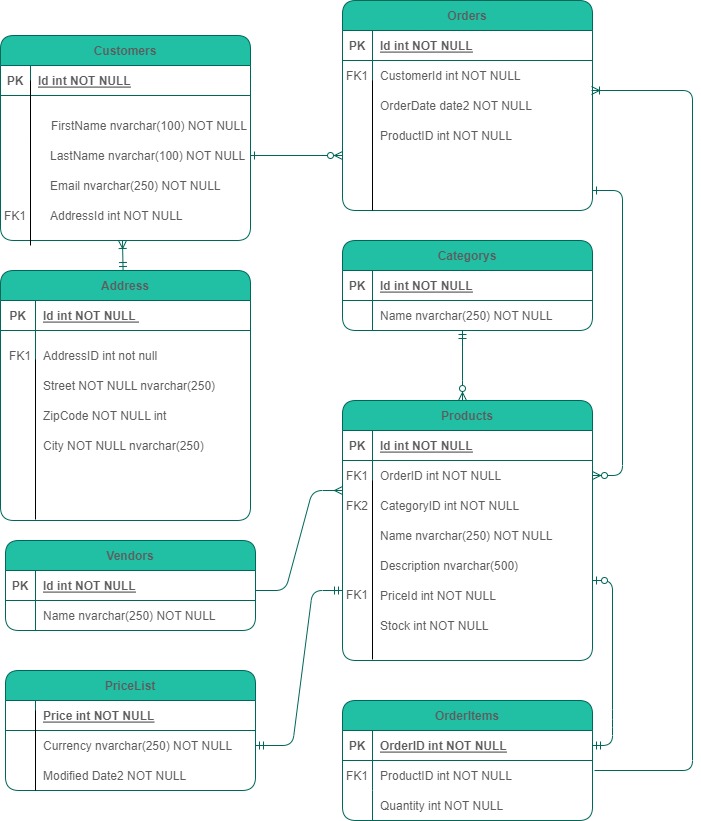 Customers
PK Id int NOT NULL
FirstName nvarchar(100) NOT NULL
LastName nvarchar(100) NOT NULL
Email nvarchar(250) NOT NULL
FK1 AddressId int NOT NULL
Address
PK Id int NOT NULL
FK1 AddressID int not null
Street NOT NULL nvarchar(250)
ZipCode NOT NULL int
City NOT NULL nvarchar(250)
Vendors
PK Id int NOT NULL
Name nvarchar(250) NOT NULL
PriceList
Price int NOT NULL
Currency nvarchar(250) NOT NULL
Modified Date2 NOT NULL
Orders
PK Id int NOT NULL
FK1 CustomerId int NOT NULL
OrderDate date2 NOT NULL
ProductID int NOT NULL
Categorys
PK Id int NOT NULL
Name nvarchar(250) NOT NULL
Products
PK Id int NOT NULL
FK1 OrderID int NOT NULL
FK2 CategoryID int NOT NULL
Name nvarchar(250) NOT NULL
Description nvarchar(500)
FK1 PriceId int NOT NULL
Stock int NOT NULL
OrderItems
PK OrderID int NOT NULL
FK1 ProductID int NOT NULL
Quantity int NOT NULL